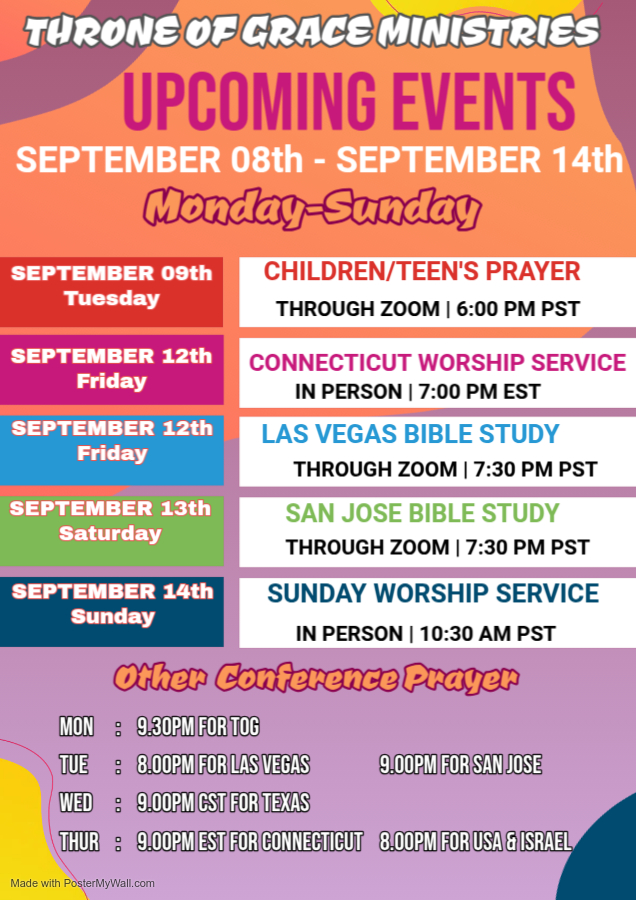 THRONE OF GRACE MINISTRIES
UPCOMING EVENTS
SEPTEMBER 08th - SEPTEMBER 14th
Monday-Sunday
SEPTEMBER 09th
Tuesday
CHILDREN/TEEN'S PRAYER
THROUGH ZOOM | 6:00 PM PST
SEPTEMBER 12th
Friday
CONNECTICUT WORSHIP SERVICE
IN PERSON | 7:00 PM EST
SEPTEMBER 12th
Friday
LAS VEGAS BIBLE STUDY
THROUGH ZOOM | 7:30 PM PST
SEPTEMBER 13th
Saturday
SAN JOSE BIBLE STUDY
THROUGH ZOOM | 7:30 PM PST
SEPTEMBER 14th
Sunday
SUNDAY WORSHIP SERVICE
IN PERSON | 10:30 AM PST
Other Conference Prayer
MON : 9.30PM FOR TOG
TUE : 8.00PM FOR LAS VEGAS 9.00PM FOR SAN JOSE
WED : 9.00PM CST FOR TEXAS
THUR : 9.00PM EST FOR CONNECTICUT 8.00PM FOR USA & ISRAEL
Made with PosterMyWall.com